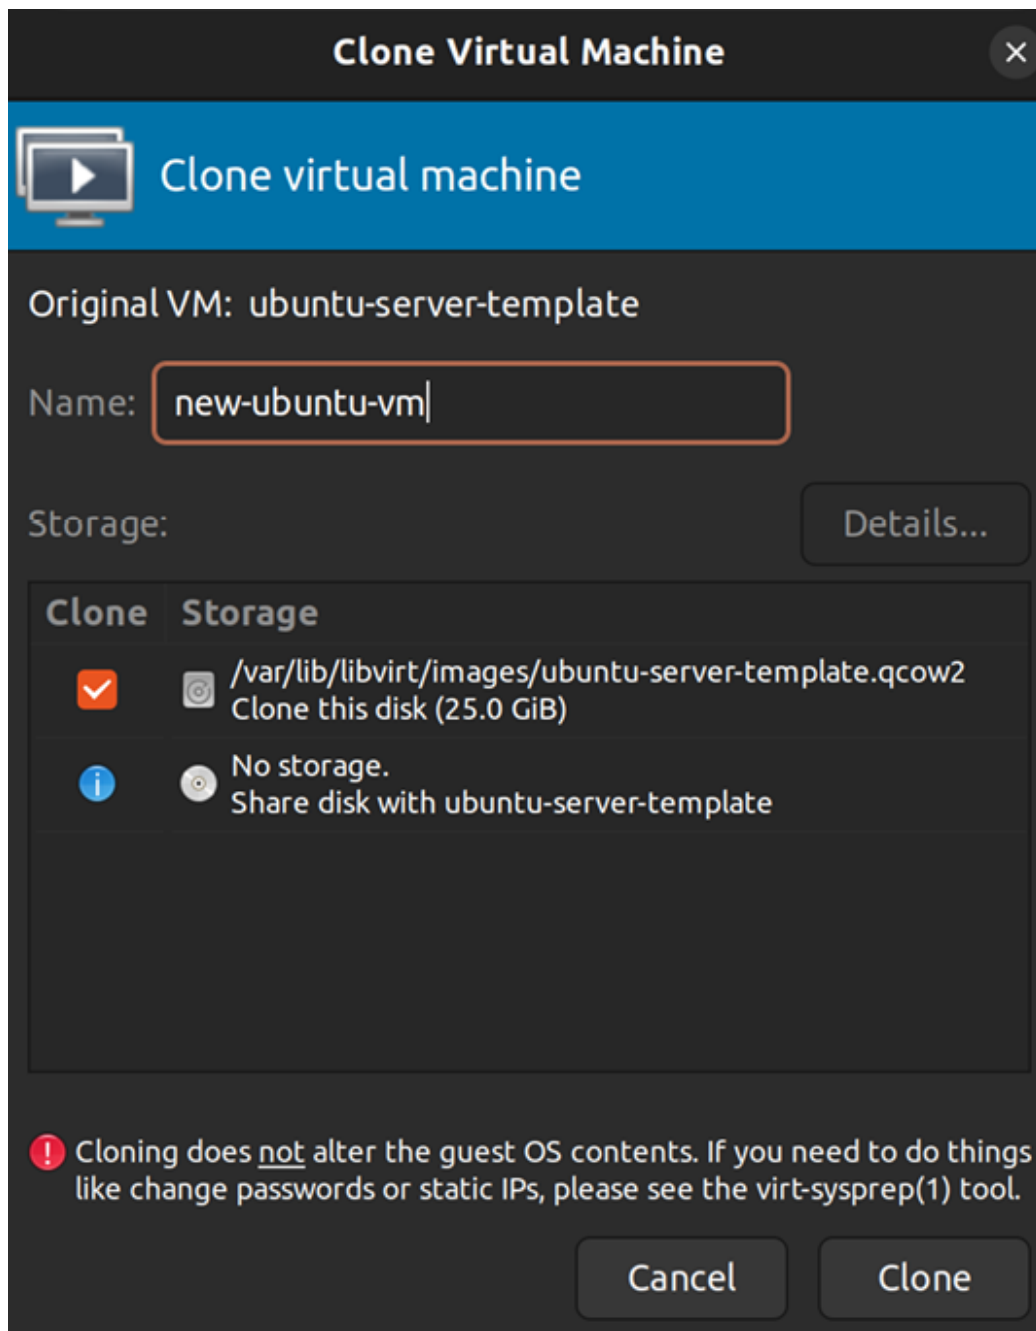 Clone Virtual Machine
Clone virtual machine
Original VM: ubuntu-server-template
Name: new-ubuntu-vm
Storage: Details...
Clone Storage
/var/lib/libvirt/images/ubuntu-server-template.qcow2
Clone this disk (25.0 GiB)
No storage.
Share disk with ubuntu-server-template
Cloning does not alter the guest OS contents. If you need to do things
like change passwords or static IPs, please see the virt-sysprep(1) tool.
Cancel Clone